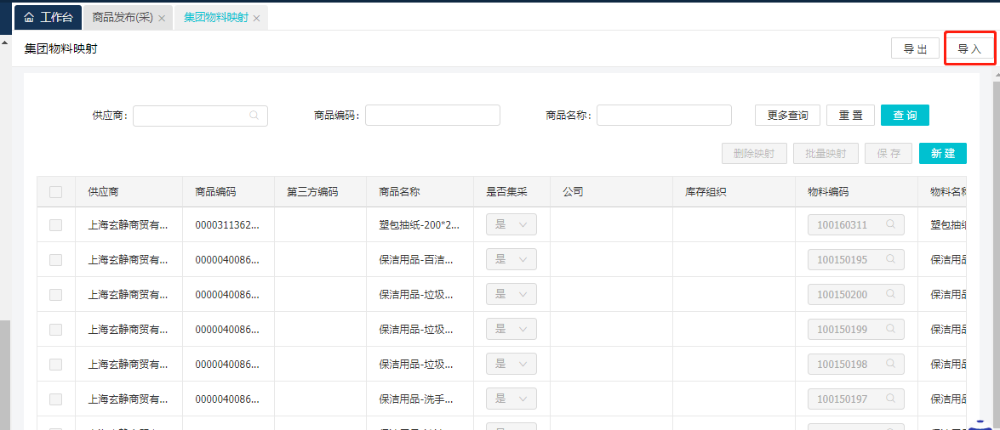 工作台 商品发布(采) 集团物料映射
集团物料映射 导出 导入
供应商: 商品编码: 商品名称: 更多查询 重置 查询
删除映射 批量映射 保存 新建
供应商 商品编码 第三方编码 商品名称 是否集采 公司 库存组织 物料编码 物料名称
上海玄静商贸有... 0000311362... 塑包抽纸-200*2... 是 100160311 塑包抽纸
上海玄静商贸有... 0000040086... 保洁用品-百洁... 是 100150195 保洁用品
上海玄静商贸有... 0000040086... 保洁用品-垃圾... 是 100150200 保洁用品
上海玄静商贸有... 0000040086... 保洁用品-垃圾... 是 100150199 保洁用品
上海玄静商贸有... 0000040086... 保洁用品-垃圾... 是 100150198 保洁用品
上海玄静商贸有... 0000040086... 保洁用品-洗手... 是 100150197 保洁用品